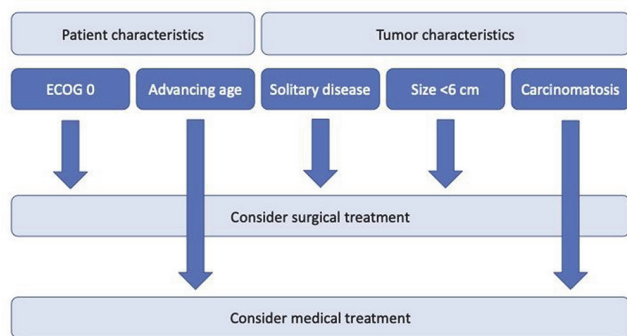 Patient characteristics
Tumor characteristics
ECOG 0
Advancing age
Solitary disease
Size <6 cm
Carcinomatosis
Consider surgical treatment
Consider medical treatment